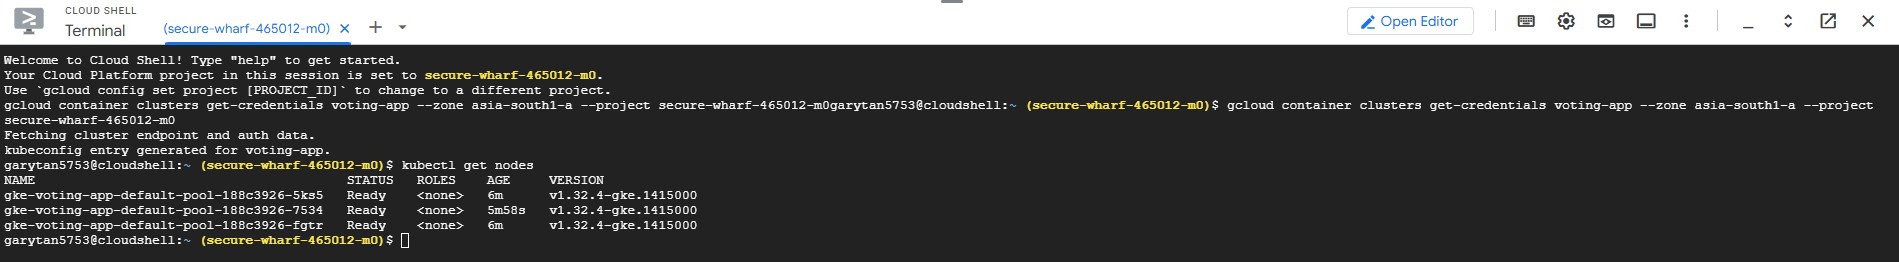 CLOUD SHELL
Terminal
(secure-wharf-465012-m0)
Open Editor
Welcome to Cloud Shell! Type "help" to get started.
Your Cloud Platform project in this session is set to secure-wharf-465012-m0.
Use `gcloud config set project [PROJECT_ID]` to change to a different project.
gcloud container clusters get-credentials voting-app --zone asia-south1-a --project secure-wharf-465012-m0garytan5753@cloudshell:~ (secure-wharf-465012-m0)$ gcloud container clusters get-credentials voting-app --zone asia-south1-a --project
secure-wharf-465012-m0
Fetching cluster endpoint and auth data.
kubeconfig entry generated for voting-app.
garytan5753@cloudshell:~ (secure-wharf-465012-m0)$ kubectl get nodes
NAME STATUS ROLES AGE VERSION
gke-voting-app-default-pool-188c3926-5ks5 Ready <none> 6m v1.32.4-gke.1415000
gke-voting-app-default-pool-188c3926-7534 Ready <none> 5m58s v1.32.4-gke.1415000
gke-voting-app-default-pool-188c3926-fgtr Ready <none> 6m v1.32.4-gke.1415000
garytan5753@cloudshell:~ (secure-wharf-465012-m0)$